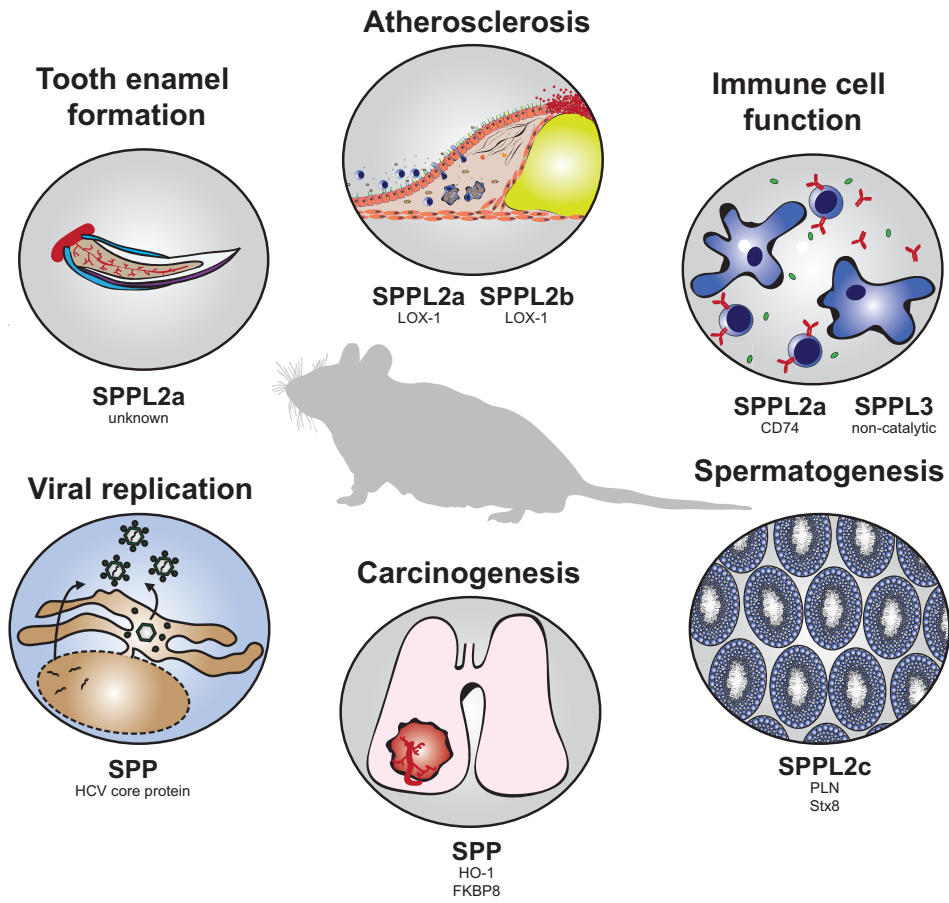 Atherosclerosis
Tooth enamel
formation
Immune cell
function
SPPL2a SPPL2b
LOX-1 LOX-1
SPPL2a
unknown
SPPL2a SPPL3
CD74 non-catalytic
Viral replication
Spermatogenesis
Carcinogenesis
SPP
HCV core protein
SPPL2c
PLN
Stx8
SPP
HO-1
FKBP8